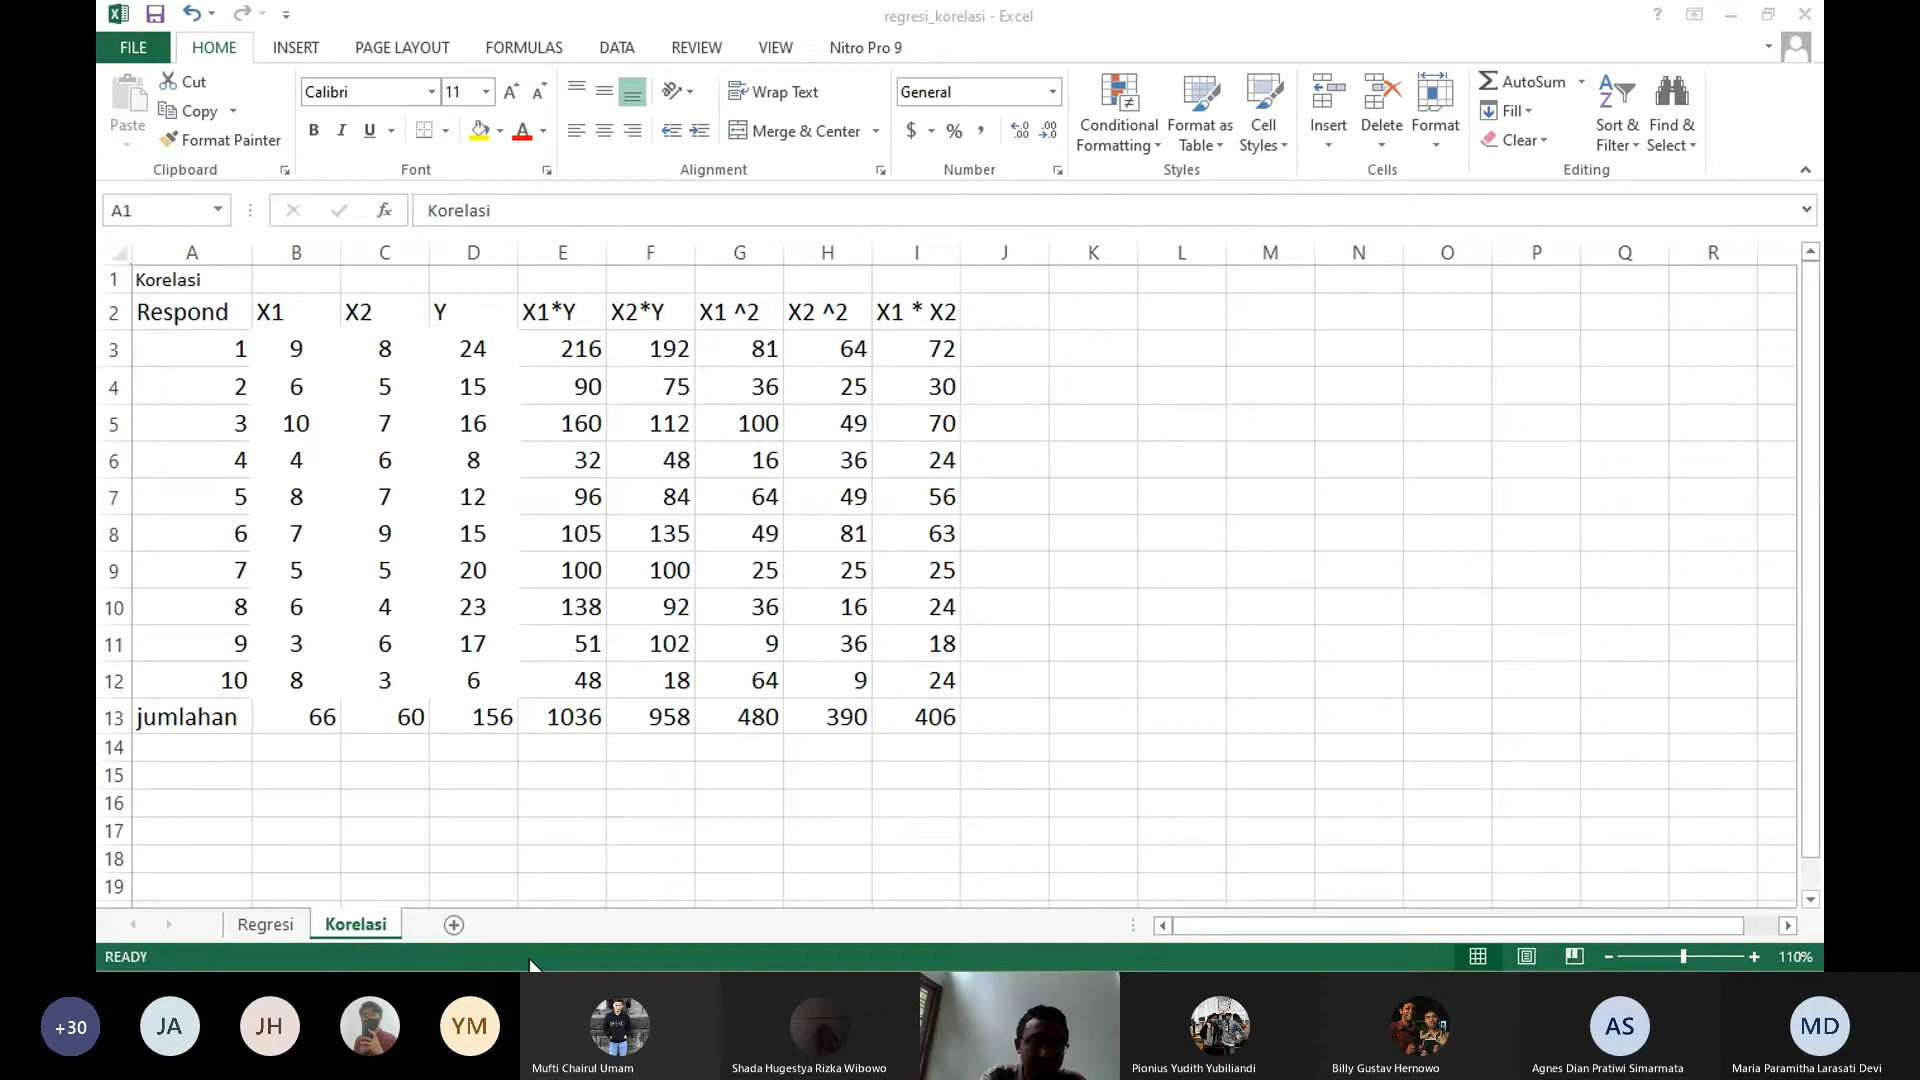 regresi_korelasi - Excel
?
FILE HOME INSERT PAGE LAYOUT FORMULAS DATA REVIEW VIEW Nitro Pro 9
Paste
Cut
Copy
Format Painter
Clipboard
Calibri 11
B I U
Font
Wrap Text
Merge & Center
Alignment
General
$ % ,
Number
Conditional Formatting
Format as Table
Cell Styles
Styles
Insert Delete Format
Cells
AutoSum
Fill
Clear
Sort & Filter
Find & Select
Editing
A1 fx Korelasi
A B C D E F G H I J K L M N O P Q R
1 Korelasi
2 Respond X1 X2 Y X1*Y X2*Y X1 ^2 X2 ^2 X1 * X2
3 1 9 8 24 216 192 81 64 72
4 2 6 5 15 90 75 36 25 30
5 3 10 7 16 160 112 100 49 70
6 4 4 6 8 32 48 16 36 24
7 5 8 7 12 96 84 64 49 56
8 6 7 9 15 105 135 49 81 63
9 7 5 5 20 100 100 25 25 25
10 8 6 4 23 138 92 36 16 24
11 9 3 6 17 51 102 9 36 18
12 10 8 3 6 48 18 64 9 24
13 jumlahan 66 60 156 1036 958 480 390 406
14
15
16
17
18
19
Regresi Korelasi
READY 110%
+30 JA JH YM AS MD
Mufti Chairul Umam Shada Hugestya Rizka Wibowo Pionius Yudith Yubiliandi Billy Gustav Hernowo Agnes Dian Pratiwi Simarmata Maria Paramitha Larasati Devi